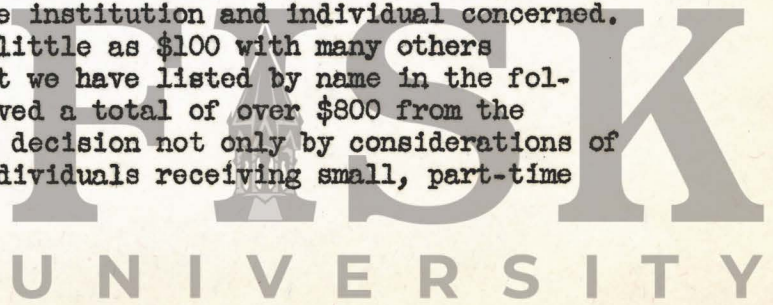 e institution and individual concerned.
little as $100 with many others
t we have listed by name in the fol-
ved a total of over $800 from the
decision not only by considerations of
dividuals receiving small, part-time
FISK
UNIVERSITY